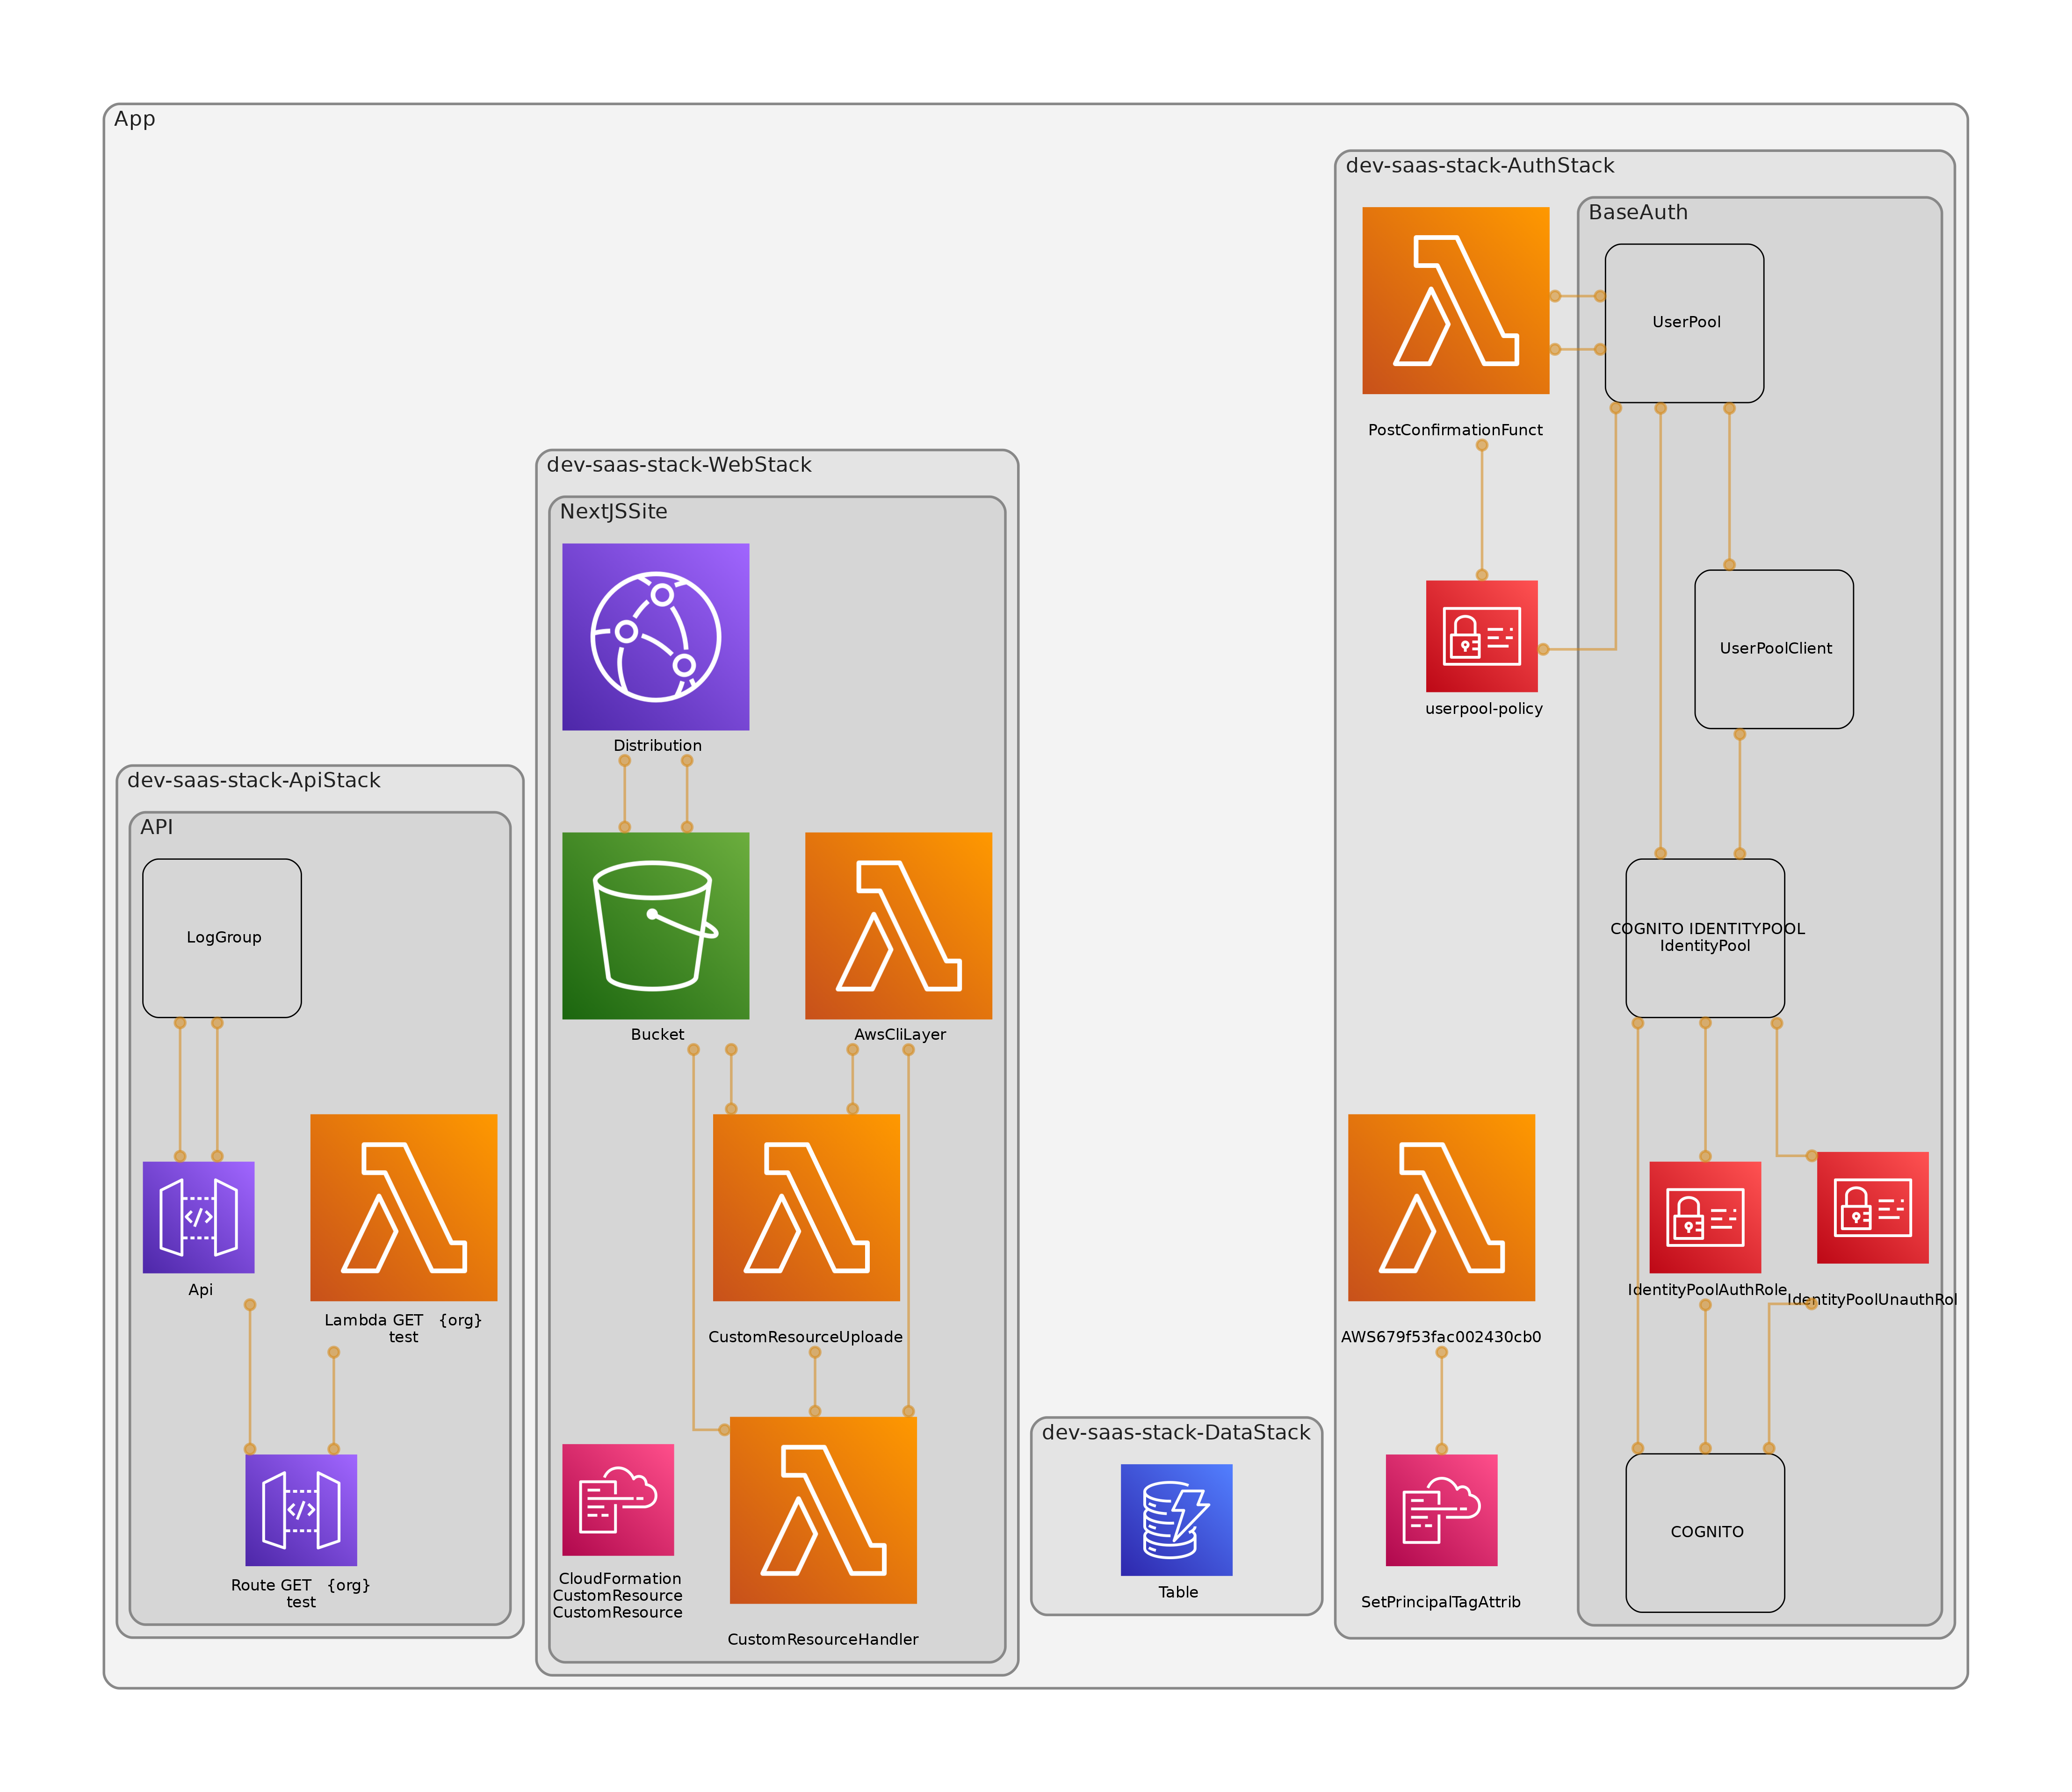 App
dev-saas-stack-AuthStack
BaseAuth
UserPool
PostConfirmationFunct
dev-saas-stack-WebStack
NextJSSite
UserPoolClient
userpool-policy
Distribution
dev-saas-stack-ApiStack
API
LogGroup
COGNITO IDENTITYPOOL
IdentityPool
Bucket
AwsCliLayer
Api
IdentityPoolAuthRole
IdentityPoolUnauthRol
Lambda GET {org}
test
CustomResourceUploade
AWS679f53fac002430cb0
dev-saas-stack-DataStack
COGNITO
CloudFormation
CustomResource
CustomResource
Route GET {org}
test
Table
SetPrincipalTagAttrib
CustomResourceHandler